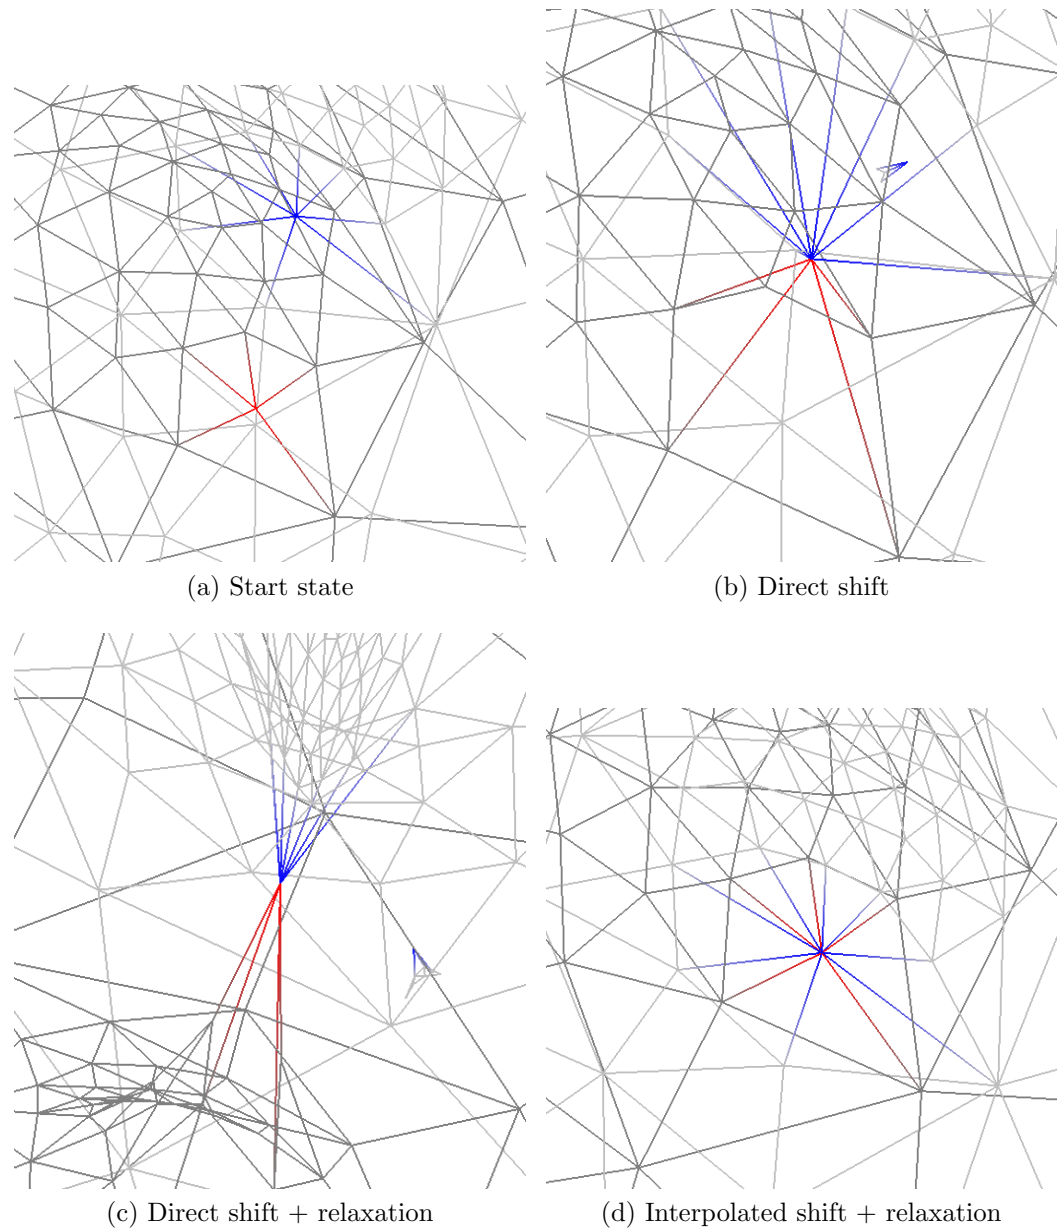 (a) Start state
(b) Direct shift
(c) Direct shift + relaxation
(d) Interpolated shift + relaxation